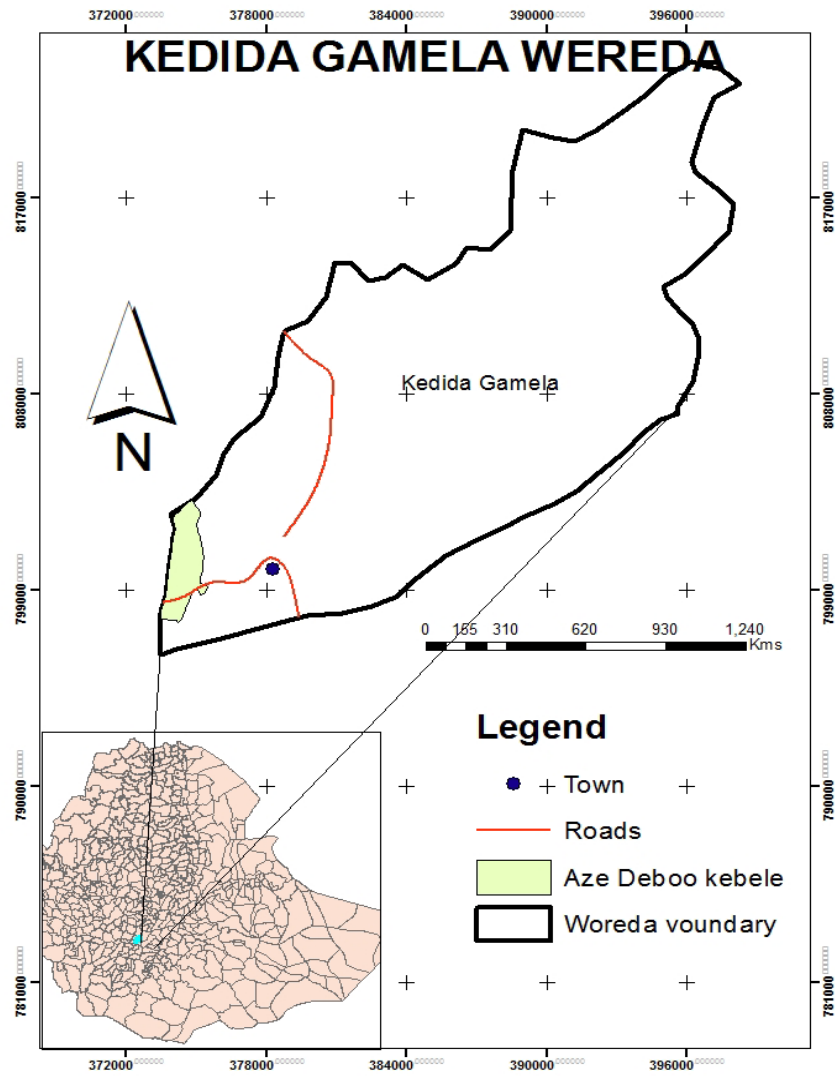 372000 378000 384000 390000 396000
KEDIDA GAMELA WEREDA
817000 817000
Kedida Gamela
808000 808000
N
799000 799000
0 155 310 620 930 1,240
Kms
Legend
790000 790000
Town
Roads
Aze Deboo kebele
Woreda voundary
781000 781000
372000 378000 384000 390000 396000